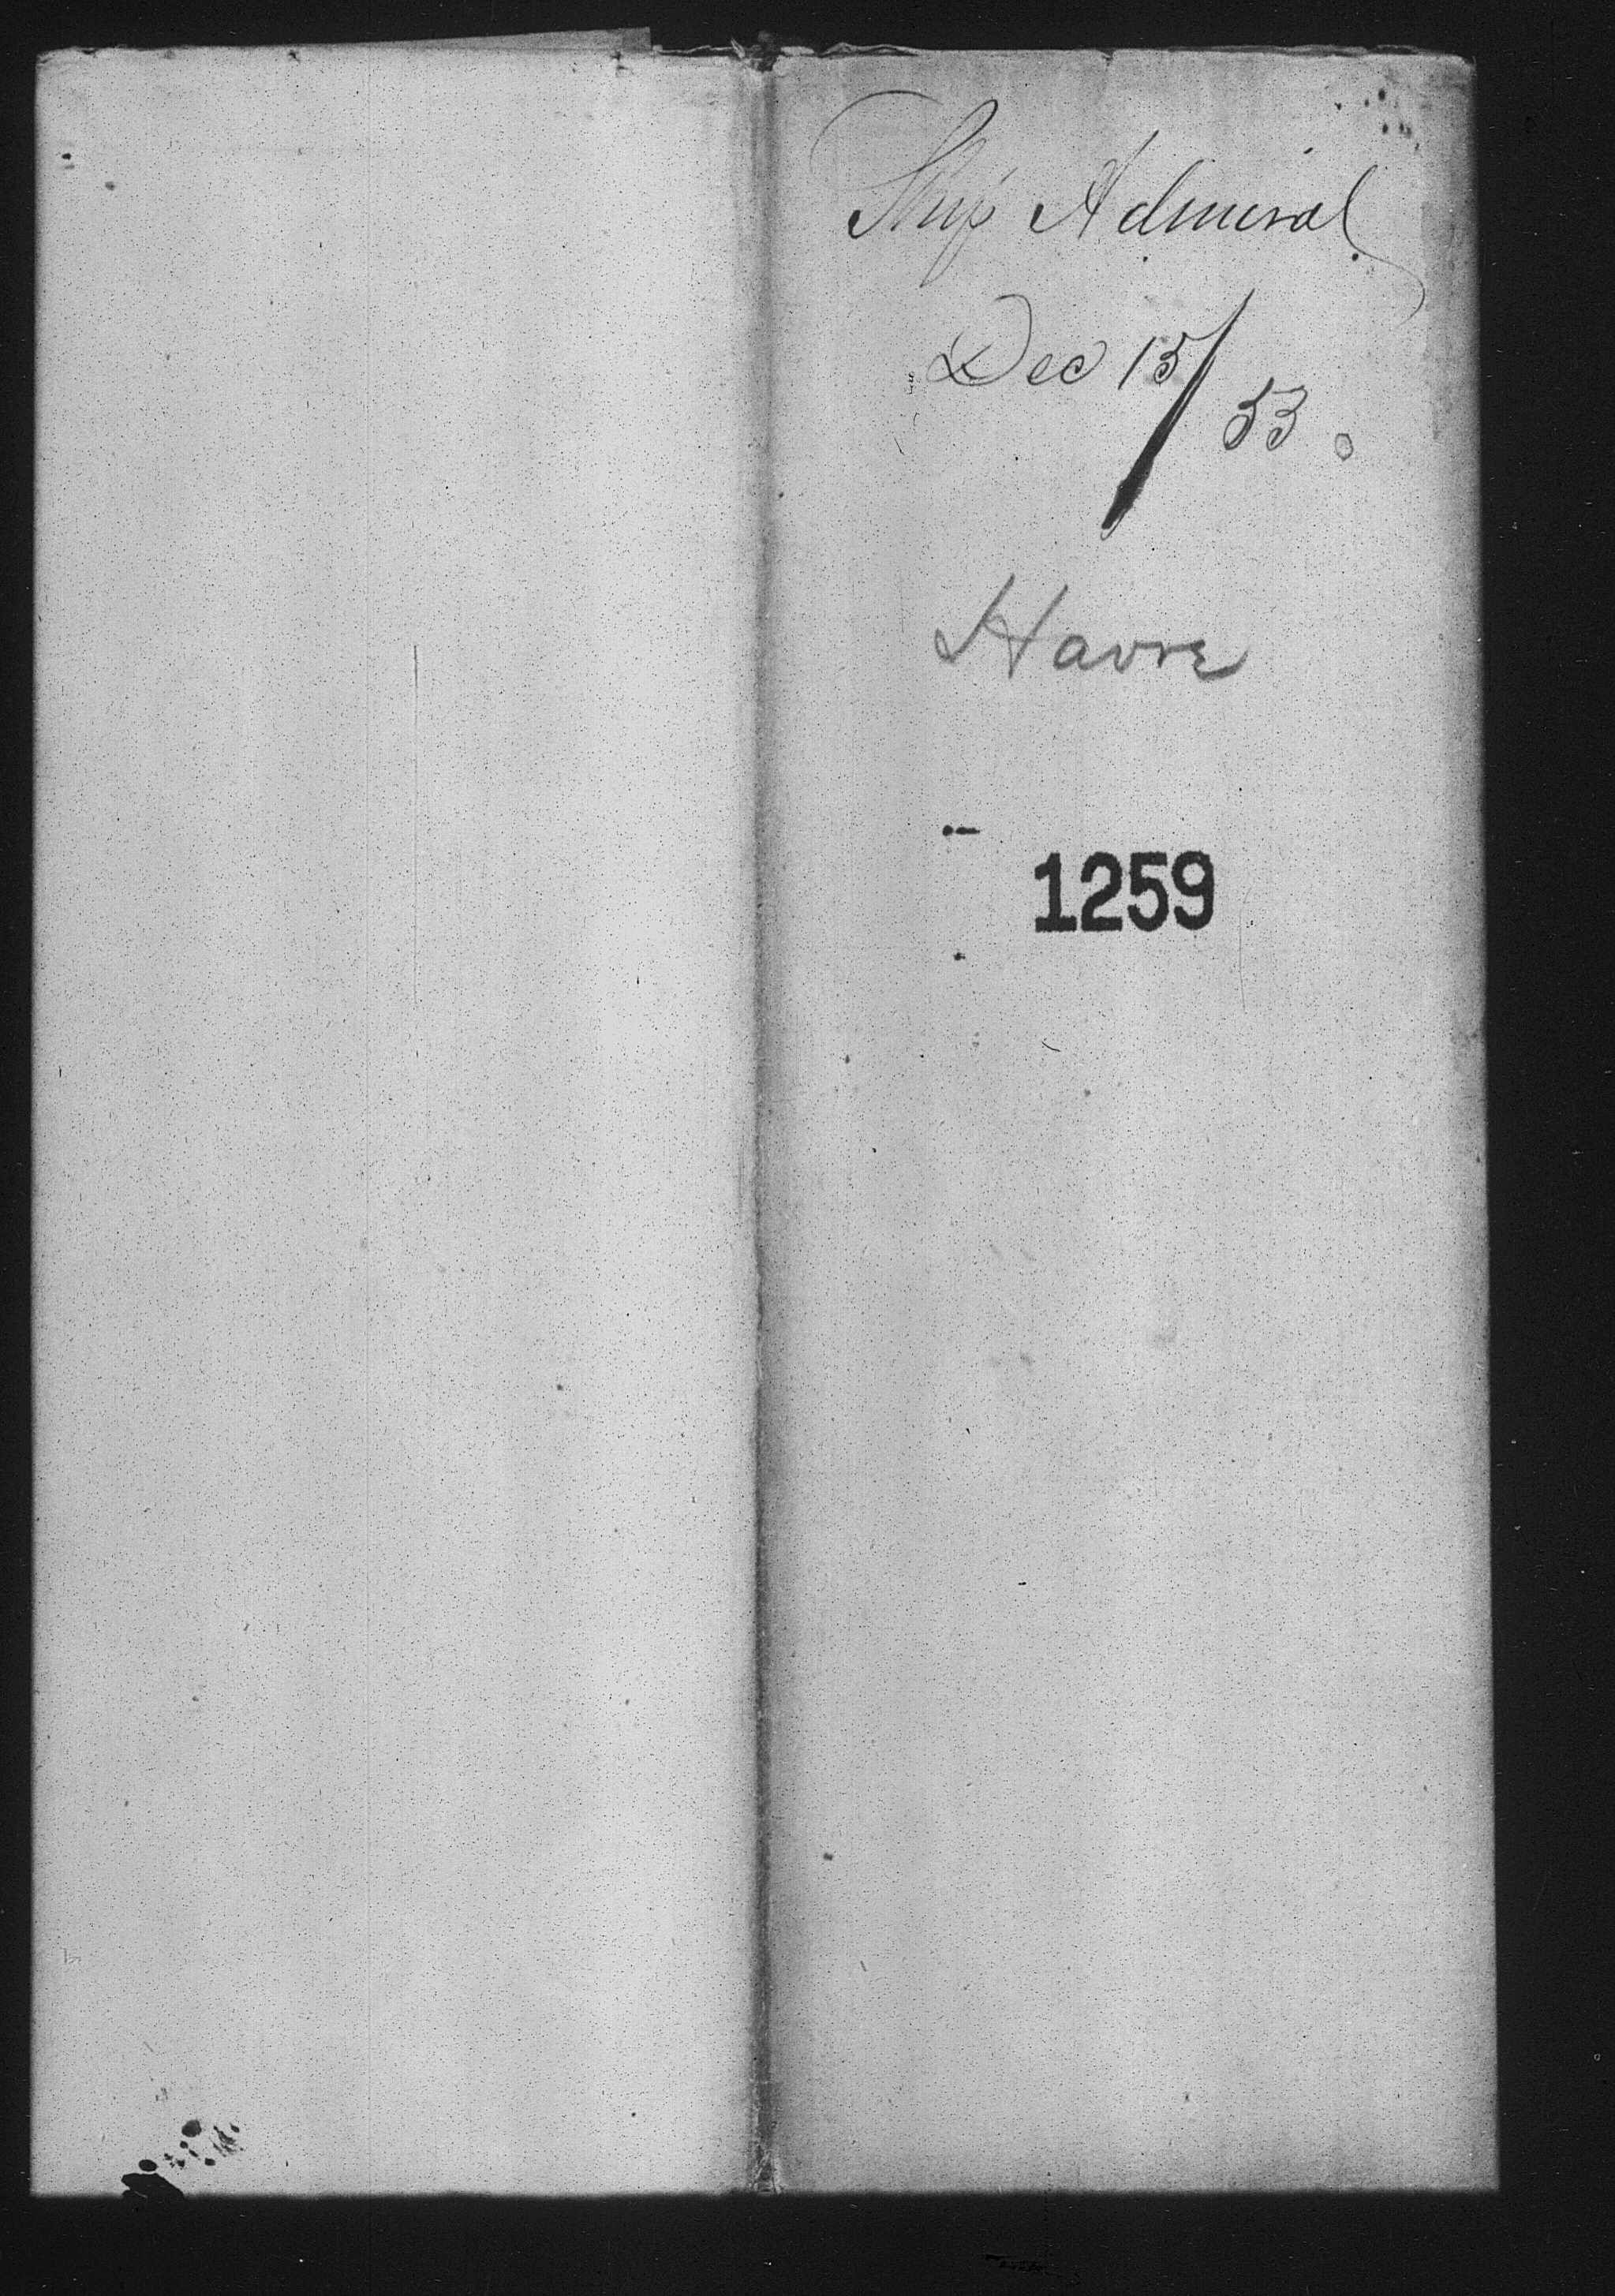 Ship Admiral
Dec 15/53.
Havre
1259